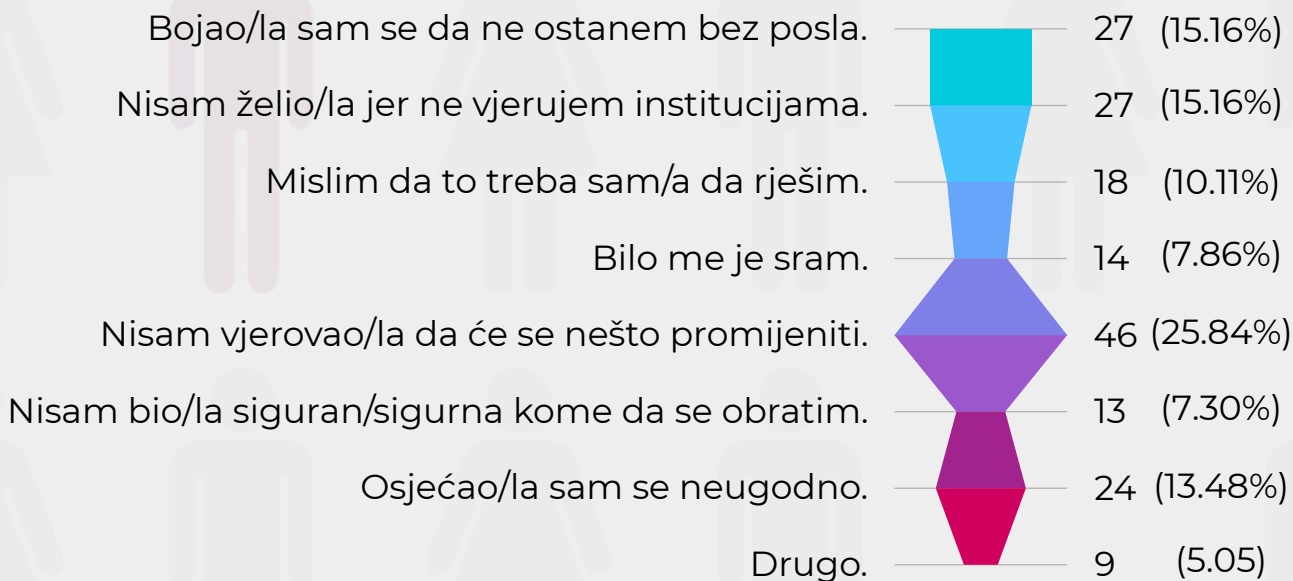 Bojao/la sam se da ne ostanem bez posla. 27 (15.16%)
Nisam želio/la jer ne vjerujem institucijama. 27 (15.16%)
Mislim da to treba sam/a da rješim. 18 (10.11%)
Bilo me je sram. 14 (7.86%)
Nisam vjerovao/la da će se nešto promijeniti. 46 (25.84%)
Nisam bio/la siguran/sigurna kome da se obratim. 13 (7.30%)
Osjećao/la sam se neugodno. 24 (13.48%)
Drugo. 9 (5.05)